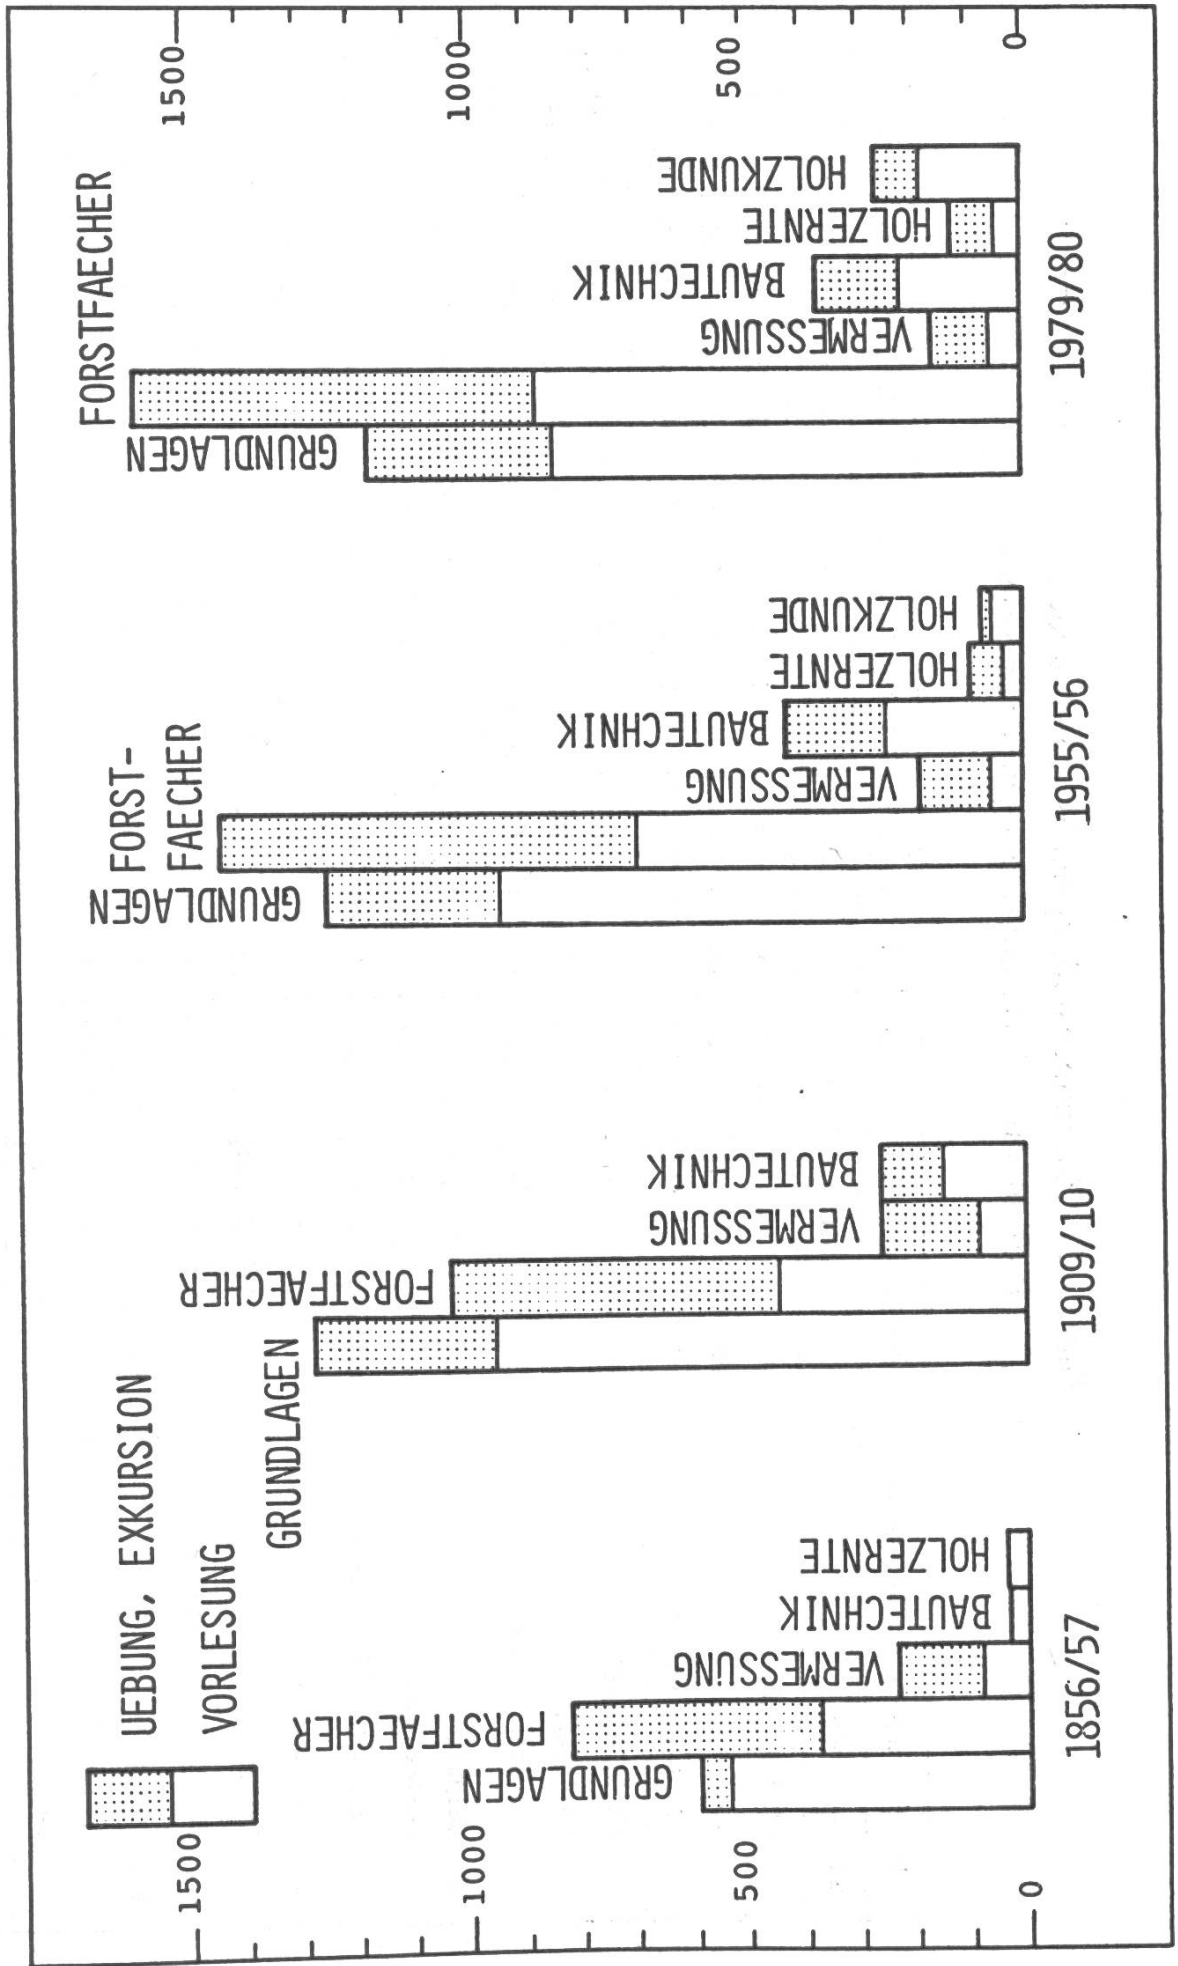 UEBUNG, EXKURSION
VORLESUNG
1500
1000
500
0
GRUNDLAGEN
FORSTFAECHER
VERMESSUNG
BAUTECHNIK
HOLZERNTE
1856/57
GRUNDLAGEN
FORSTFAECHER
VERMESSUNG
BAUTECHNIK
1909/10
GRUNDLAGEN
FORST-
FAECHER
VERMESSUNG
BAUTECHNIK
HOLZERNTE
HOLZKUNDE
1955/56
GRUNDLAGEN
FORSTFAECHER
VERMESSUNG
BAUTECHNIK
HOLZERNTE
HOLZKUNDE
1979/80
1500
1000
500
0